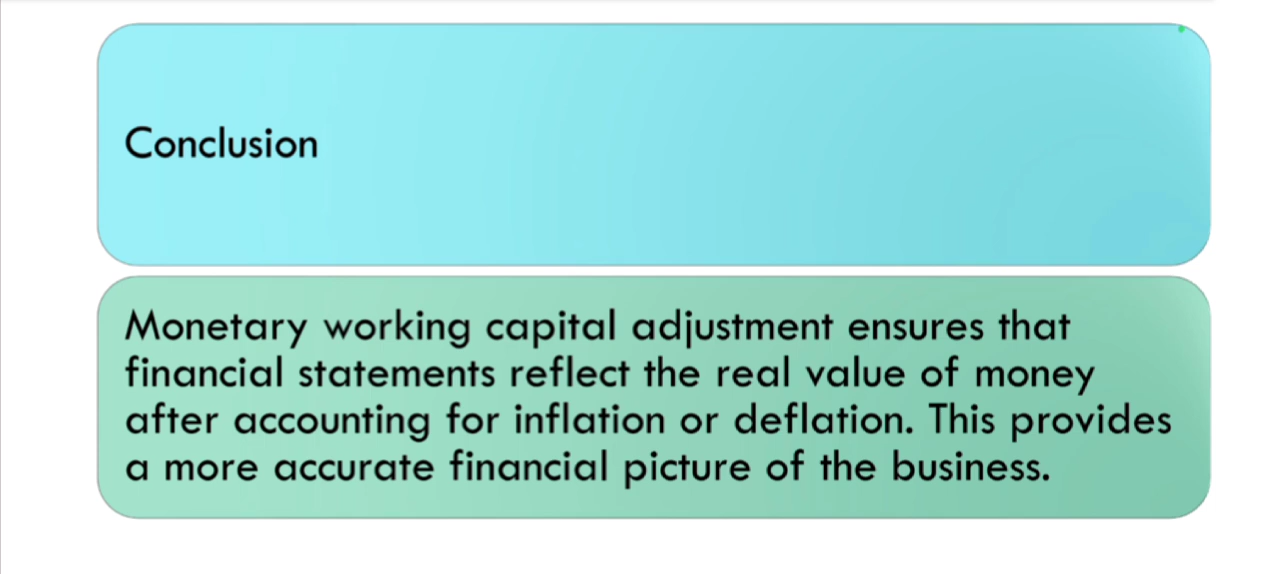 Conclusion
Monetary working capital adjustment ensures that
financial statements reflect the real value of money
after accounting for inflation or deflation. This provides
a more accurate financial picture of the business.